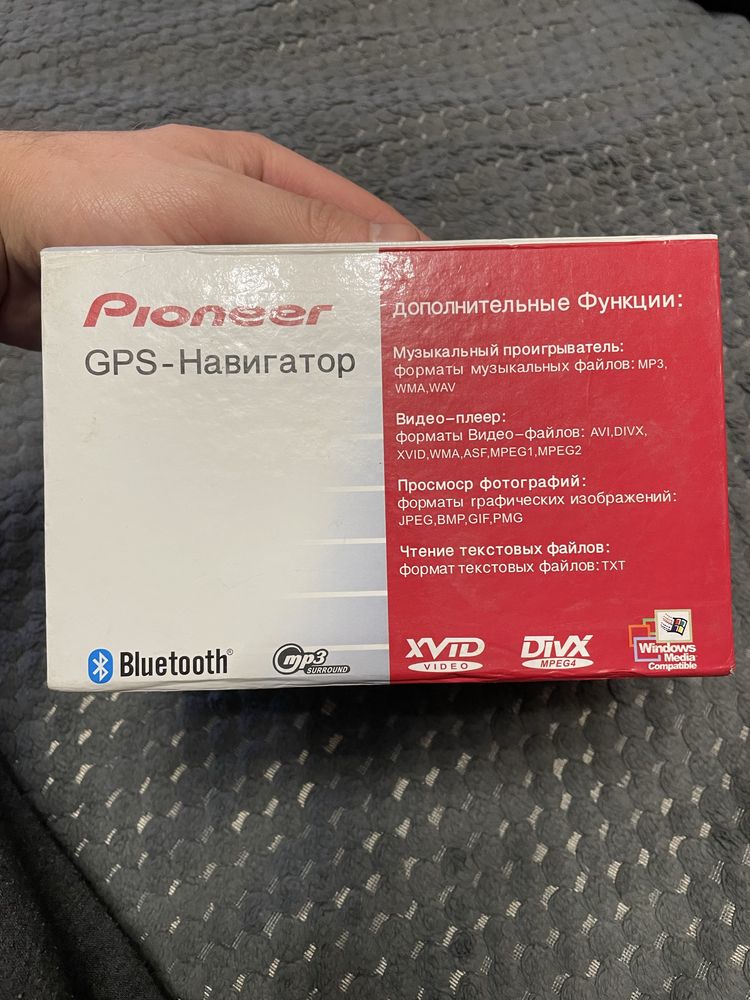 Pioneer
GPS-Навигатор
дополнительные Функции:
Музыкальный проигрыватель:
форматы музыкальных файлов: MP3,
WMA,WAV
Видео-плеер:
форматы Видео-файлов: AVI,DIVX,
XVID,WMA,ASF,MPEG1,MPEG2
Просмоср фотографий:
форматы графических изображений:
JPEG,BMP,GIF,PMG
Чтение текстовых файлов:
формат текстовых файлов:TXT
Bluetooth®
mp3
SURROUND
XVID
VIDEO
DIVX
MPEG4
Windows
Media
Compatible